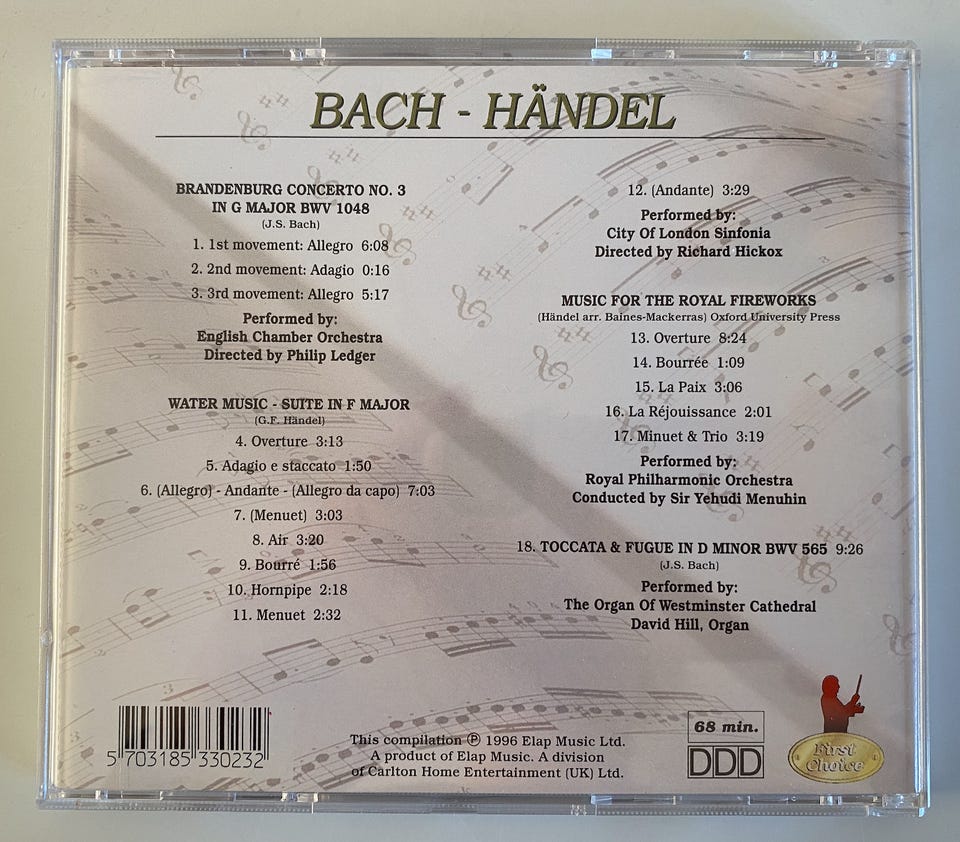 BACH - HÄNDEL
BRANDENBURG CONCERTO NO. 3
IN G MAJOR BWV 1048
(J.S. Bach)
1. 1st movement: Allegro 6:08
2. 2nd movement: Adagio 0:16
3. 3rd movement: Allegro 5:17
Performed by:
English Chamber Orchestra
Directed by Philip Ledger
WATER MUSIC - SUITE IN F MAJOR
(G.F. Händel)
4. Overture 3:13
5. Adagio e staccato 1:50
6. (Allegro) - Andante - (Allegro da capo) 7:03
7. (Menuet) 3:03
8. Air 3:20
9. Bourré 1:56
10. Hornpipe 2:18
11. Menuet 2:32
12. (Andante) 3:29
Performed by:
City Of London Sinfonia
Directed by Richard Hickox
MUSIC FOR THE ROYAL FIREWORKS
(Händel arr. Baines-Mackerras) Oxford University Press
13. Overture 8:24
14. Bourrée 1:09
15. La Paix 3:06
16. La Réjouissance 2:01
17. Minuet & Trio 3:19
Performed by:
Royal Philharmonic Orchestra
Conducted by Sir Yehudi Menuhin
18. TOCCATA & FUGUE IN D MINOR BWV 565 9:26
(J.S. Bach)
Performed by:
The Organ Of Westminster Cathedral
David Hill, Organ
5 703185 330232
This compilation ℗ 1996 Elap Music Ltd.
A product of Elap Music. A division
of Carlton Home Entertainment (UK) Ltd.
68 min.
DDD
First
Choice